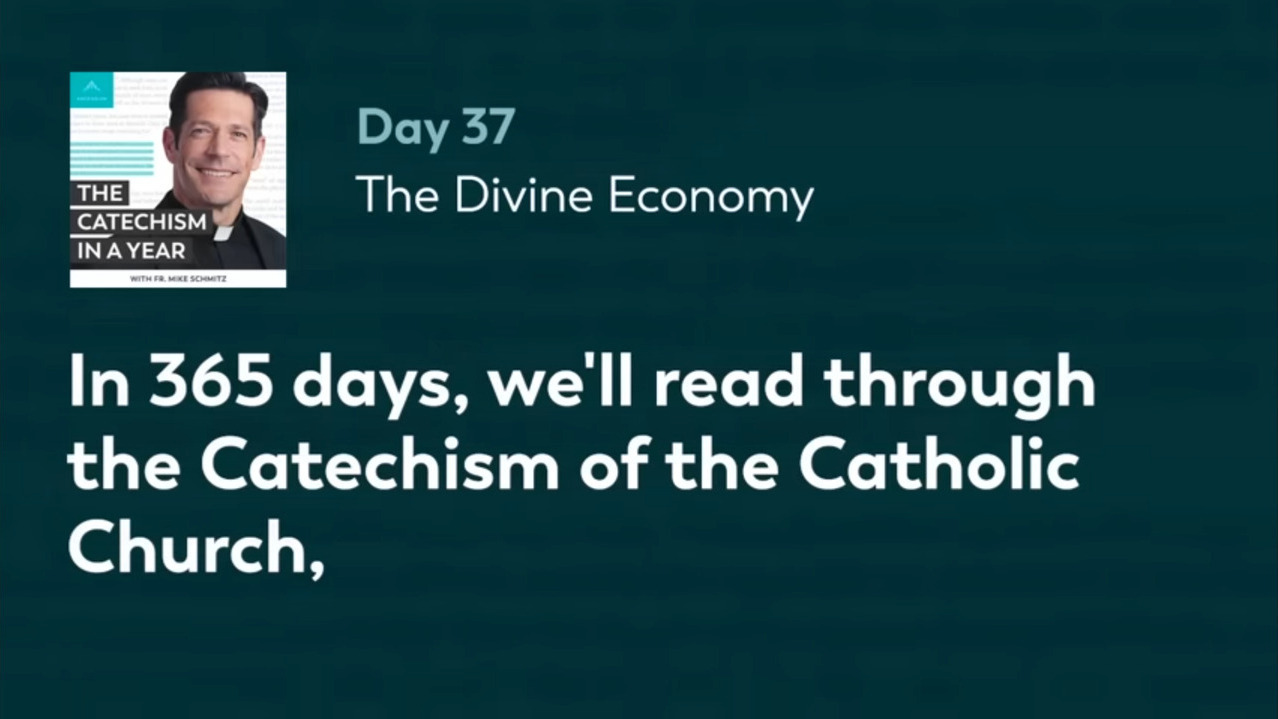 Day 37
The Divine Economy
THE
CATECHISM
IN A YEAR
WITH FR. MIKE SCHMITZ
In 365 days, we'll read through
the Catechism of the Catholic
Church,